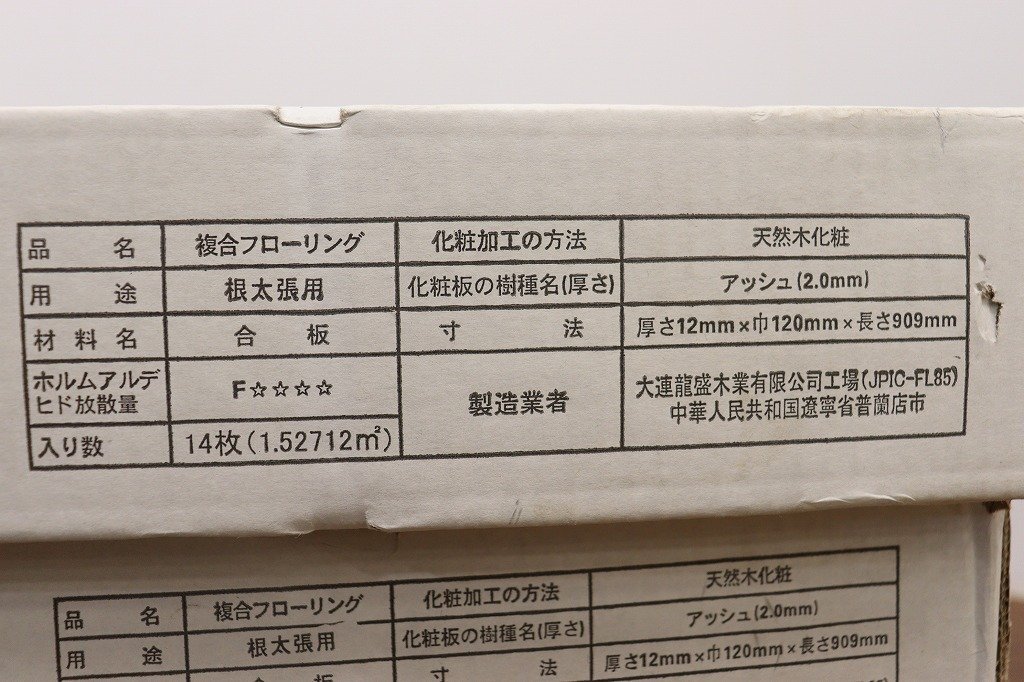 品 名 複合フローリング 化粧加工の方法 天然木化粧
用 途 根太張用 化粧板の樹種名(厚さ) アッシュ(2.0mm)
材 料 名 合 板 寸 法 厚さ12mm×巾120mm×長さ909mm
ホルムアルデ
ヒド放散量 F☆☆☆☆ 製造業者 大連龍盛木業有限公司工場(JPIC-FL85)
中華人民共和国遼寧省普蘭店市
入り数 14枚(1.52712㎡)
品 名 複合フローリング 化粧加工の方法 天然木化粧
用 途 根太張用 化粧板の樹種名(厚さ) アッシュ(2.0mm)
合 板 寸 法 厚さ12mm×巾120mm×長さ909mm